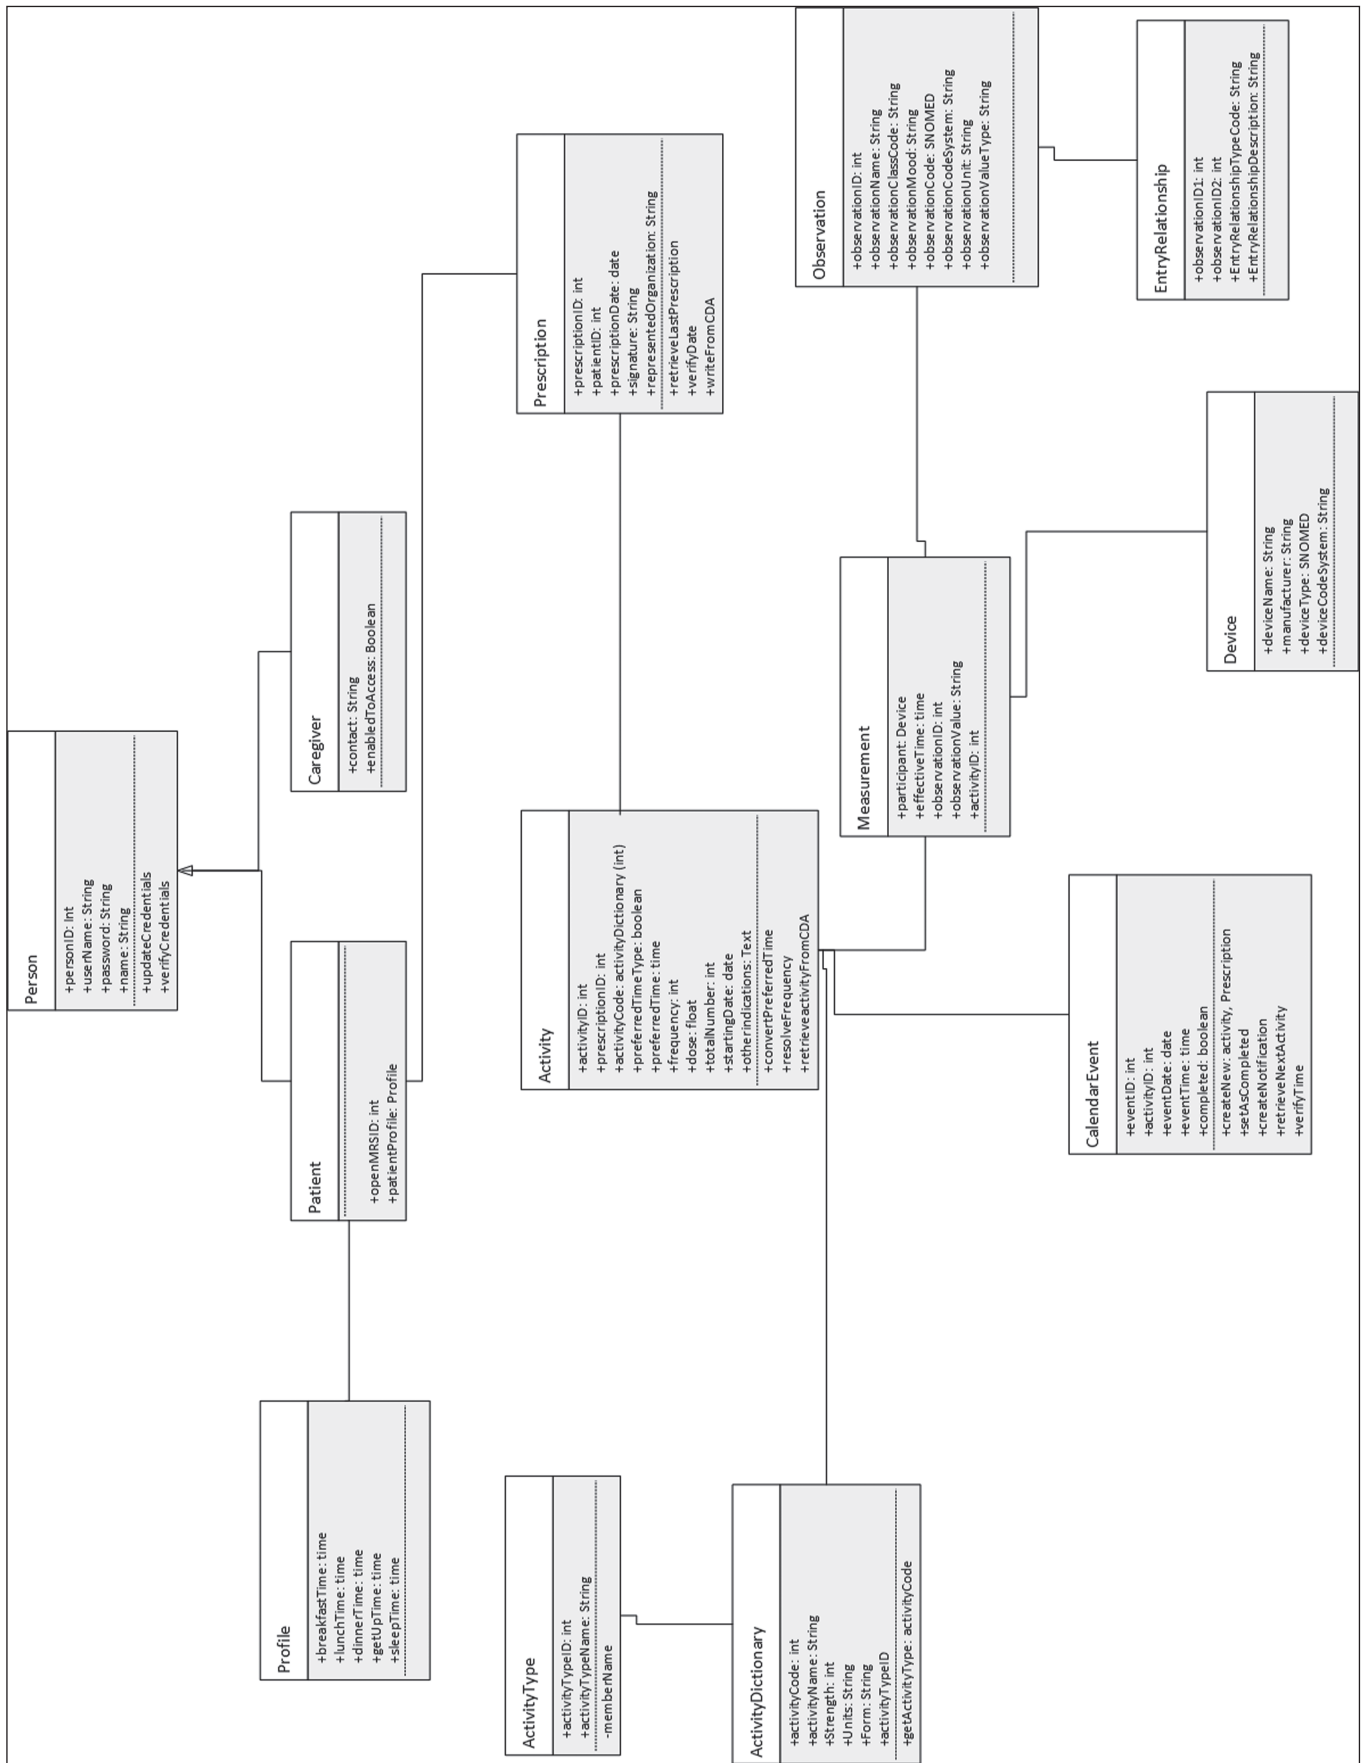 Person
+personID: Int
+userName: String
+password: String
+name: String
+updateCredentials
+verifyCredentials
Profile
+breakfastTime: time
+lunchTime: time
+dinnerTime: time
+getUpTime: time
+sleepTime: time
Patient
+openMRSID: int
+patientProfile: Profile
Caregiver
+contact: String
+enabledToAccess: Boolean
ActivityType
+activityTypeID: int
+activityTypeName: String
-memberName
Activity
+activityID: int
+prescriptionID: int
+activityCode: activityDictionary (int)
+preferredTimeType: boolean
+preferredTime: time
+frequency: int
+dose: float
+totalNumber: int
+startingDate: date
+otherindications: Text
+convertPreferredTime
+resolveFrequency
+retrieveactivityFromCDA
Prescription
+prescriptionID: int
+patientID: int
+prescriptionDate: date
+signature: String
+representedOrganization: String
+retrieveLastPrescription
+verifyDate
+writeFromCDA
ActivityDictionary
+activityCode: int
+activityName: String
+Strength: int
+Units: String
+Form: String
+activityTypeID
+getActivityType: activityCode
Measurement
+participant: Device
+effectiveTime: time
+observationID: int
+observationValue: String
+activityID: int
Observation
+observationID: int
+observationName: String
+observationClassCode: String
+observationMood: String
+observationCode: SNOMED
+observationCodeSystem: String
+observationUnit: String
+observationValueType: String
CalendarEvent
+eventID: int
+activityID: int
+eventDate: date
+eventTime: time
+completed: boolean
+createNew: activity, Prescription
+setAsCompleted
+createNotification
+retrieveNextActivity
+verifyTime
Device
+deviceName: String
+manufacturer: String
+deviceType: SNOMED
+deviceCodeSystem: String
EntryRelationship
+observationID1: int
+observationID2: int
+EntryRelationshipTypeCode: String
+EntryRelationshipDescription: String